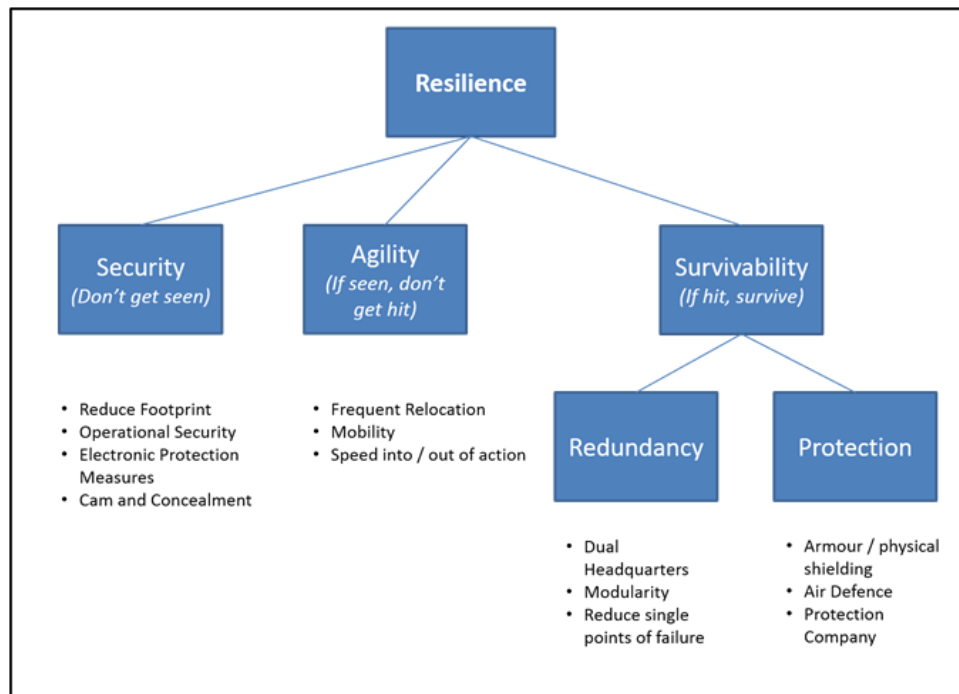 Resilience
Security
(Don't get seen)
Agility
(If seen, don't
get hit)
Survivability
(If hit, survive)
• Reduce Footprint
• Operational Security
• Electronic Protection
Measures
• Cam and Concealment
• Frequent Relocation
• Mobility
• Speed into / out of action
Redundancy
Protection
• Dual
Headquarters
• Modularity
• Reduce single
points of failure
• Armour / physical
shielding
• Air Defence
• Protection
Company